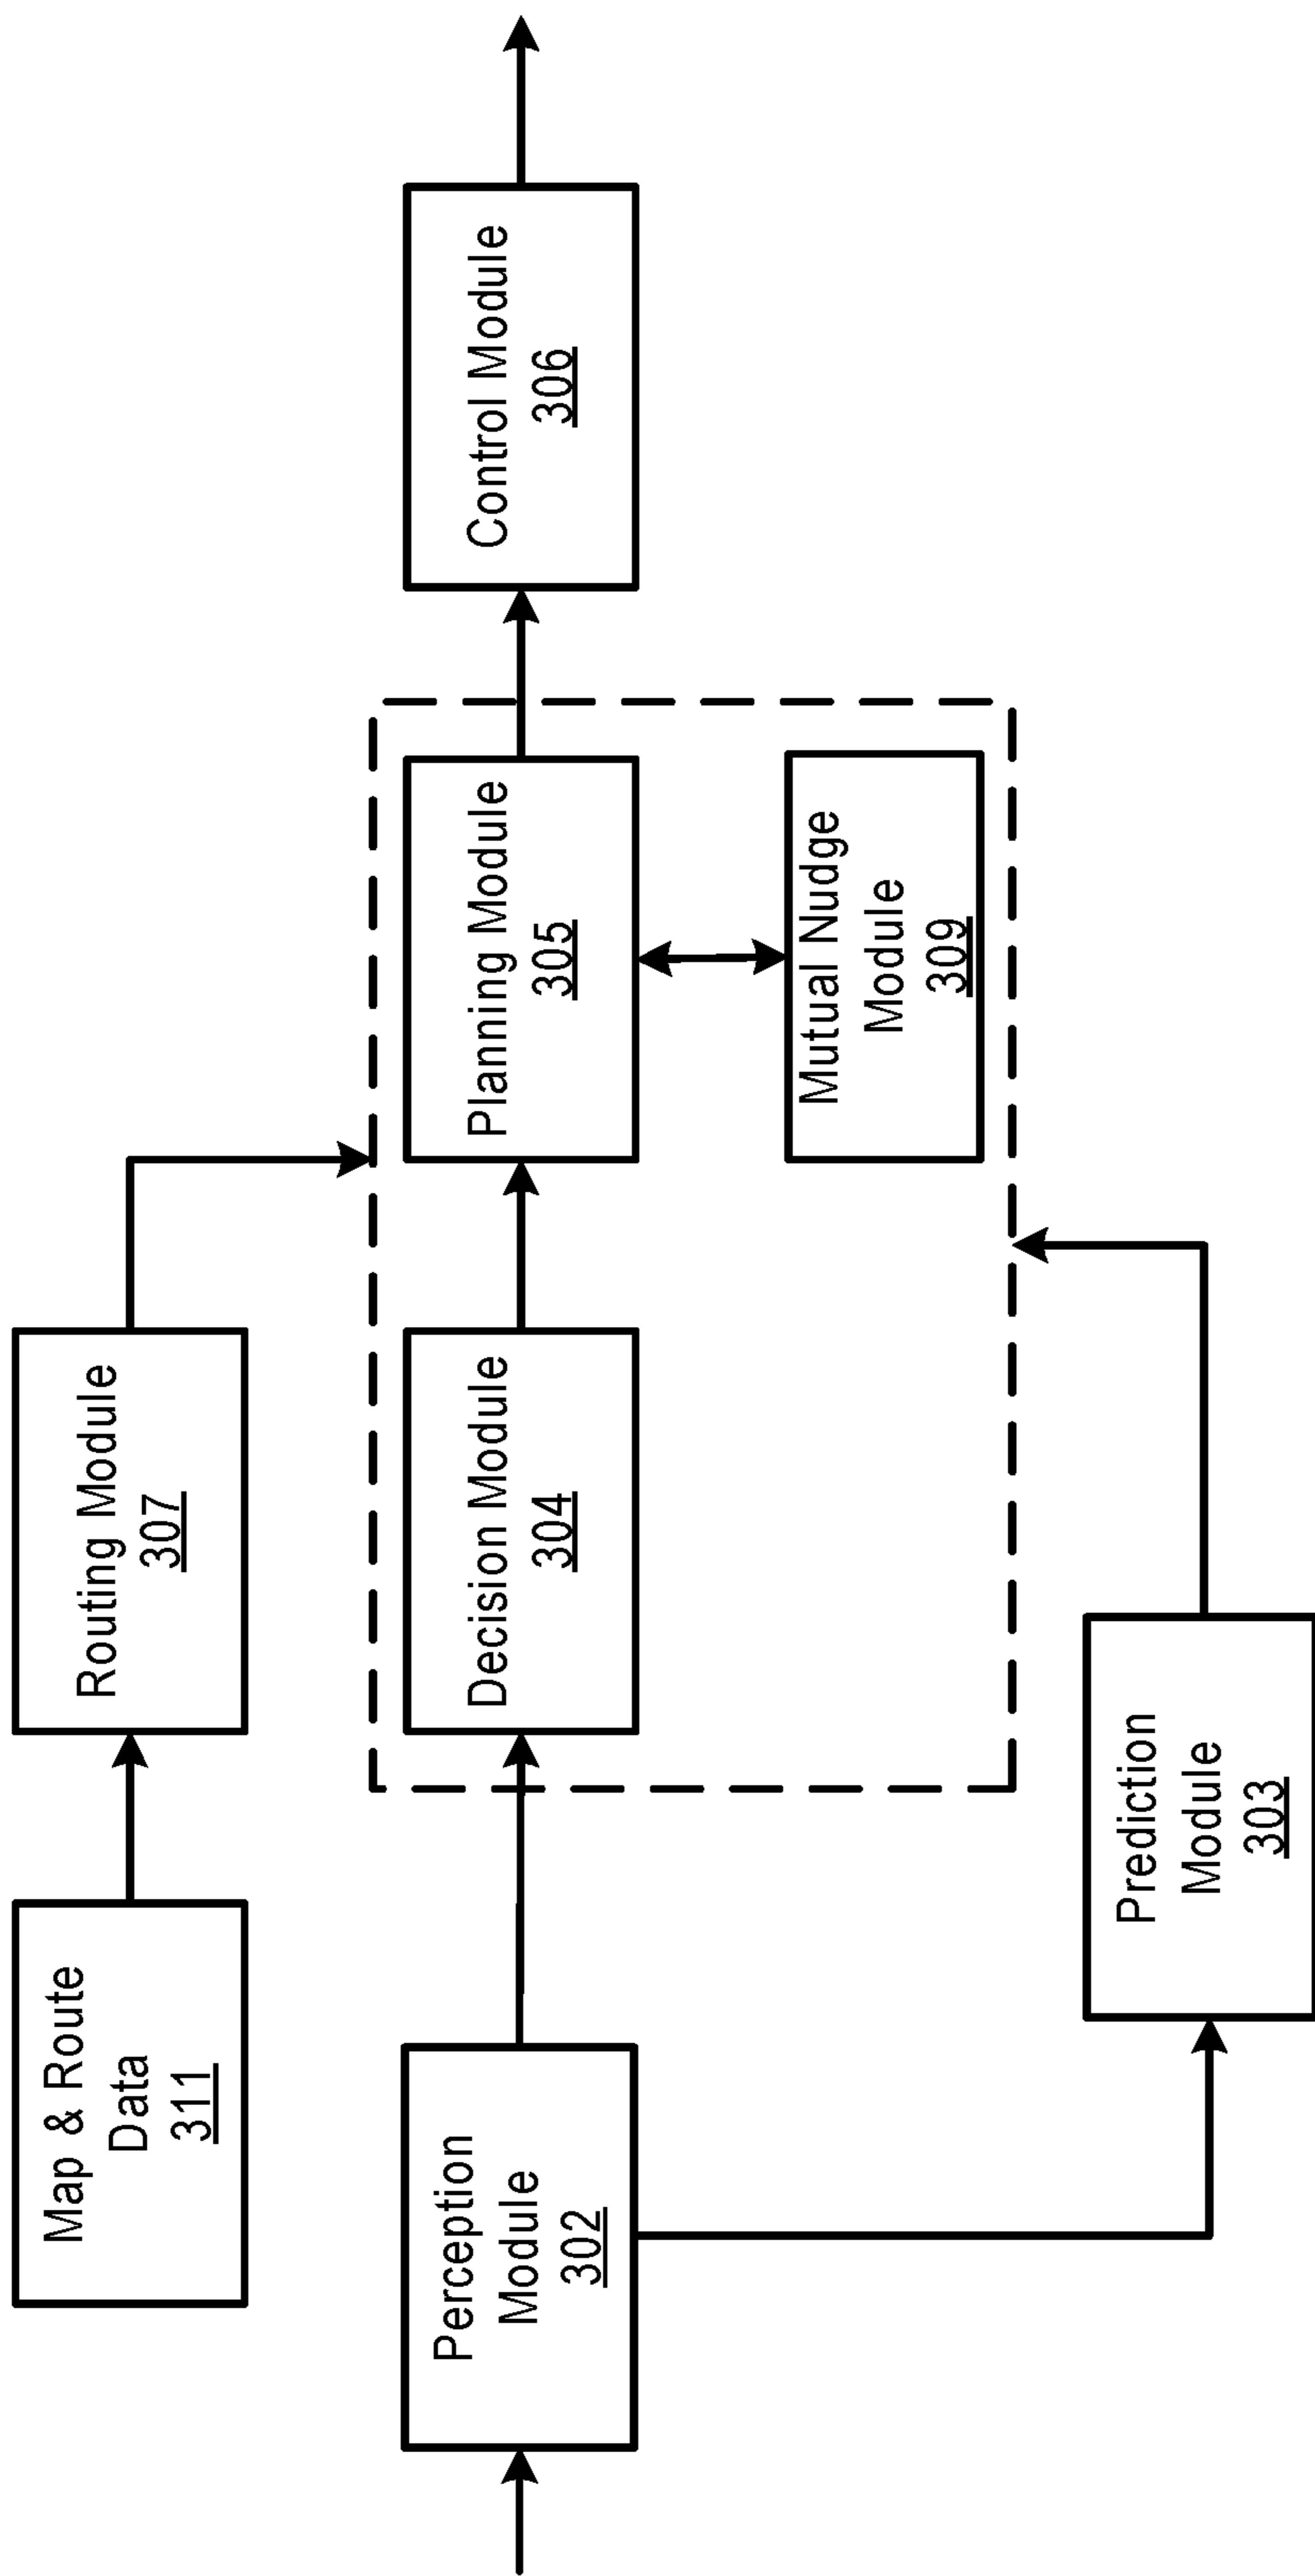 Map & Route
Data
311
Routing Module
307
Perception
Module
302
Decision Module
304
Planning Module
305
Control Module
306
Mutual Nudge
Module
309
Prediction
Module
303